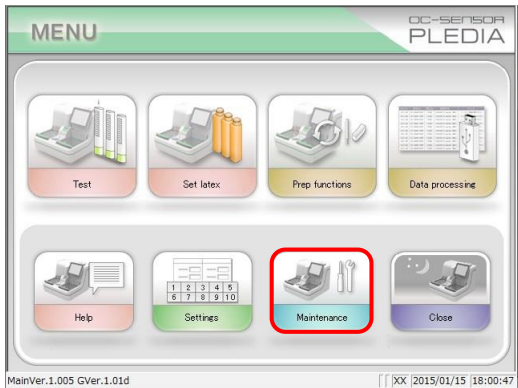 MENU
OC-SENSOR
PLEDIA
Test
Set latex
Prep functions
Data processing
1 2 3 4 5
6 7 8 9 10
Help
Settings
Maintenance
Close
MainVer.1.005 GVer.1.01d
XX 2015/01/15 18:00:47